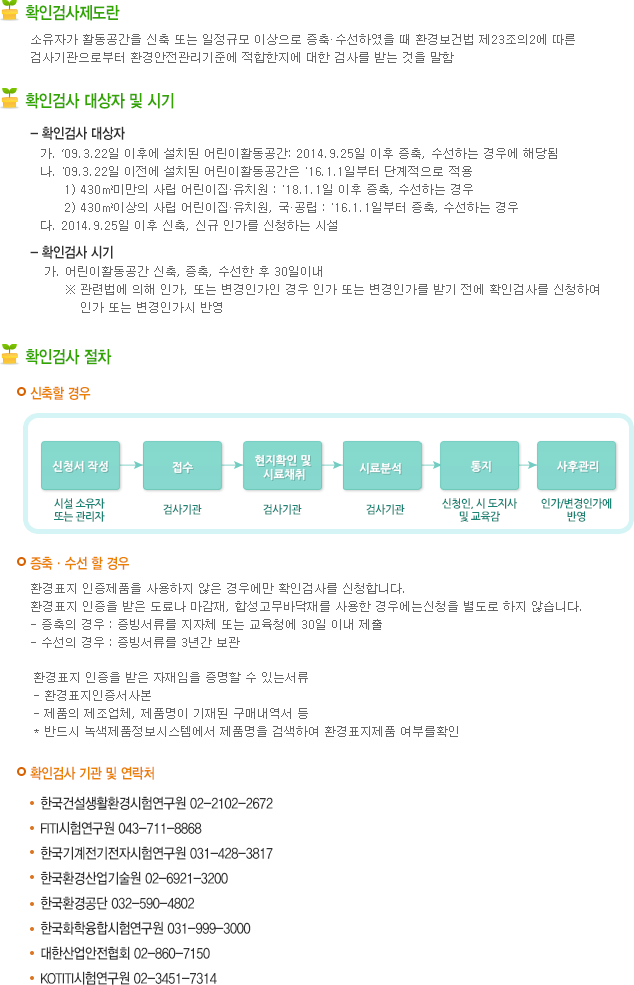 확인검사제도란
소유자가 활동공간을 신축 또는 일정규모 이상으로 증축·수선하였을 때 환경보건법 제23조의2에 따른
검사기관으로부터 환경안전관리기준에 적합한지에 대한 검사를 받는 것을 말함
확인검사 대상자 및 시기
- 확인검사 대상자
가. '09.3.22일 이후에 설치된 어린이활동공간: 2014.9.25일 이후 증축, 수선하는 경우에 해당됨
나. '09.3.22일 이전에 설치된 어린이활동공간은 '16.1.1일부터 단계적으로 적용
1) 430㎡미만의 사립 어린이집·유치원 : '18.1.1일 이후 증축, 수선하는 경우
2) 430㎡이상의 사립 어린이집·유치원, 국·공립 : '16.1.1일부터 증축, 수선하는 경우
다. 2014.9.25일 이후 신축, 신규 인가를 신청하는 시설
- 확인검사 시기
가. 어린이활동공간 신축, 증축, 수선한 후 30일이내
※ 관련법에 의해 인가, 또는 변경인가인 경우 인가 또는 변경인가를 받기 전에 확인검사를 신청하여
인가 또는 변경인가시 반영
확인검사 절차
신축할 경우
신청서 작성
접수
현지확인 및
시료채취
시료분석
통지
사후관리
시설 소유자
또는 관리자
검사기관
검사기관
검사기관
신청인, 시 도지사
및 교육감
인가/변경인가에
반영
증축 · 수선 할 경우
환경표지 인증제품을 사용하지 않은 경우에만 확인검사를 신청합니다.
환경표지 인증을 받은 도료나 마감재, 합성고무바닥재를 사용한 경우에는신청을 별도로 하지 않습니다.
- 증축의 경우 : 증빙서류를 지자체 또는 교육청에 30일 이내 제출
- 수선의 경우 : 증빙서류를 3년간 보관
환경표지 인증을 받은 자재임을 증명할 수 있는서류
- 환경표지인증서사본
- 제품의 제조업체, 제품명이 기재된 구매내역서 등
* 반드시 녹색제품정보시스템에서 제품명을 검색하여 환경표지제품 여부를확인
확인검사 기관 및 연락처
• 한국건설생활환경시험연구원 02-2102-2672
• FITI시험연구원 043-711-8868
• 한국기계전기전자시험연구원 031-428-3817
• 한국환경산업기술원 02-6921-3200
• 한국환경공단 032-590-4802
• 한국화학융합시험연구원 031-999-3000
• 대한산업안전협회 02-860-7150
• KOTITI시험연구원 02-3451-7314